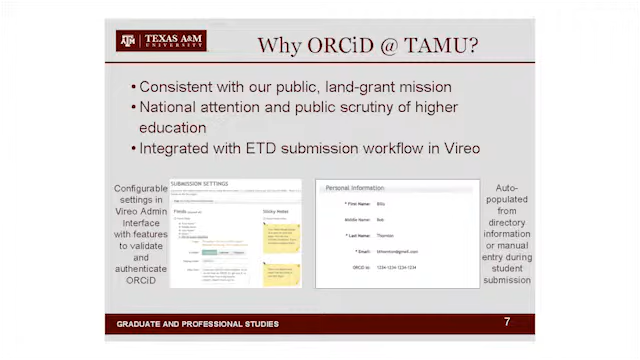 TEXAS A&M
UNIVERSITY
Why ORCiD @ TAMU?
• Consistent with our public, land-grant mission
• National attention and public scrutiny of higher
education
• Integrated with ETD submission workflow in Vireo
Configurable
settings in
Vireo Admin
Interface
with features
to validate
and
authenticate
ORCiD
SUBMISSION SETTINGS
Fields
Sticky Notes
Personal Information
* First Name: Billy
Middle Name: Bob
* Last Name: Thornton
* Email: bthornton@gmail.com
ORCID iD: 1234-1234-1234-1234
Auto-
populated
from
directory
information
or manual
entry during
student
submission
GRADUATE AND PROFESSIONAL STUDIES
7